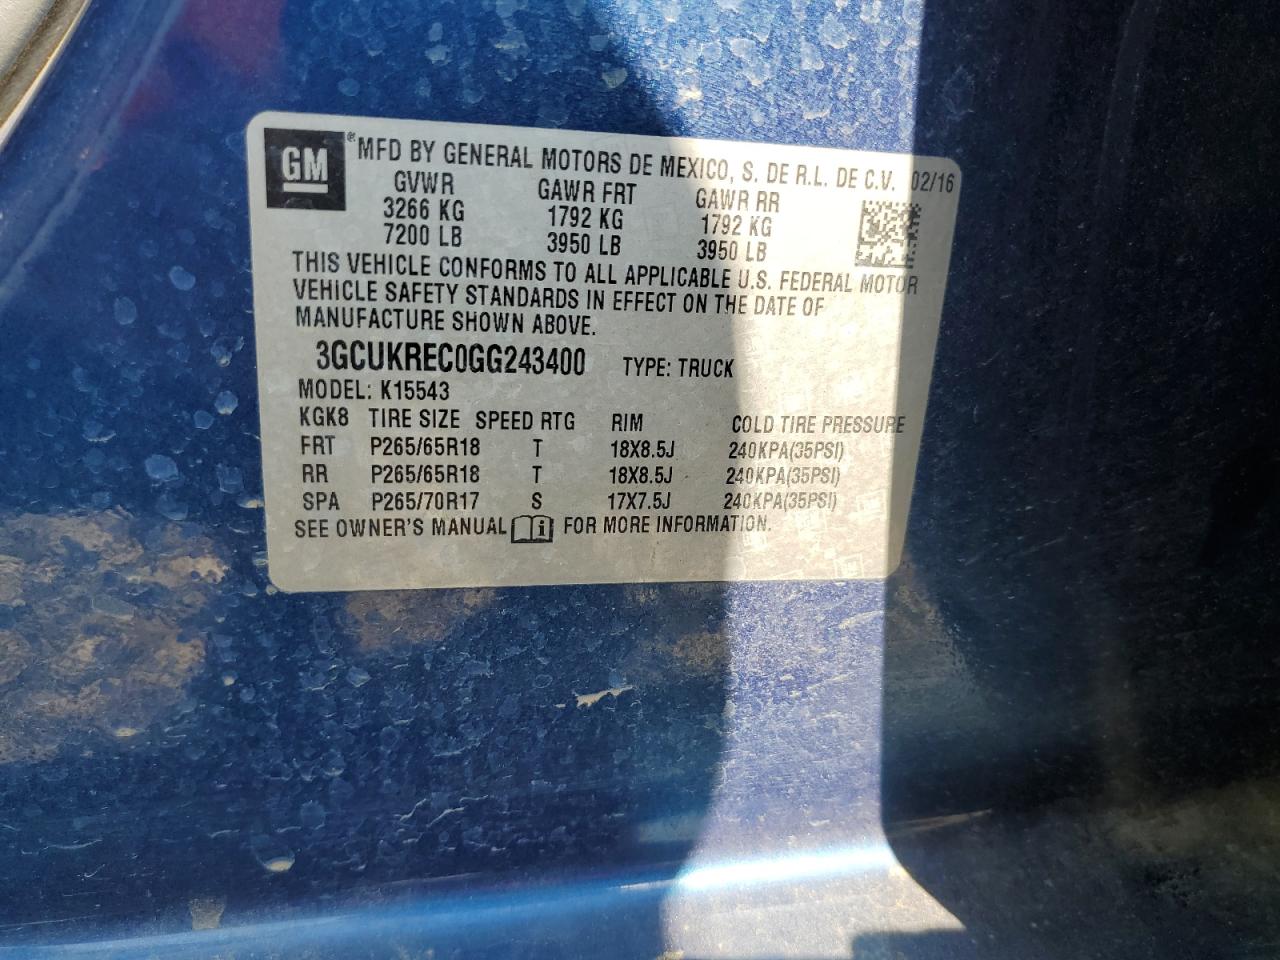 GM ® MFD BY GENERAL MOTORS DE MEXICO, S. DE R.L. DE C.V. 02/16
GVWR GAWR FRT GAWR RR
3266 KG 1792 KG 1792 KG
7200 LB 3950 LB 3950 LB
THIS VEHICLE CONFORMS TO ALL APPLICABLE U.S. FEDERAL MOTOR
VEHICLE SAFETY STANDARDS IN EFFECT ON THE DATE OF
MANUFACTURE SHOWN ABOVE.
3GCUKREC0GG243400 TYPE: TRUCK
MODEL: K15543
KGK8 TIRE SIZE SPEED RTG RIM COLD TIRE PRESSURE
FRT P265/65R18 T 18X8.5J 240KPA(35PSI)
RR P265/65R18 T 18X8.5J 240KPA(35PSI)
SPA P265/70R17 S 17X7.5J 240KPA(35PSI)
SEE OWNER'S MANUAL i FOR MORE INFORMATION.